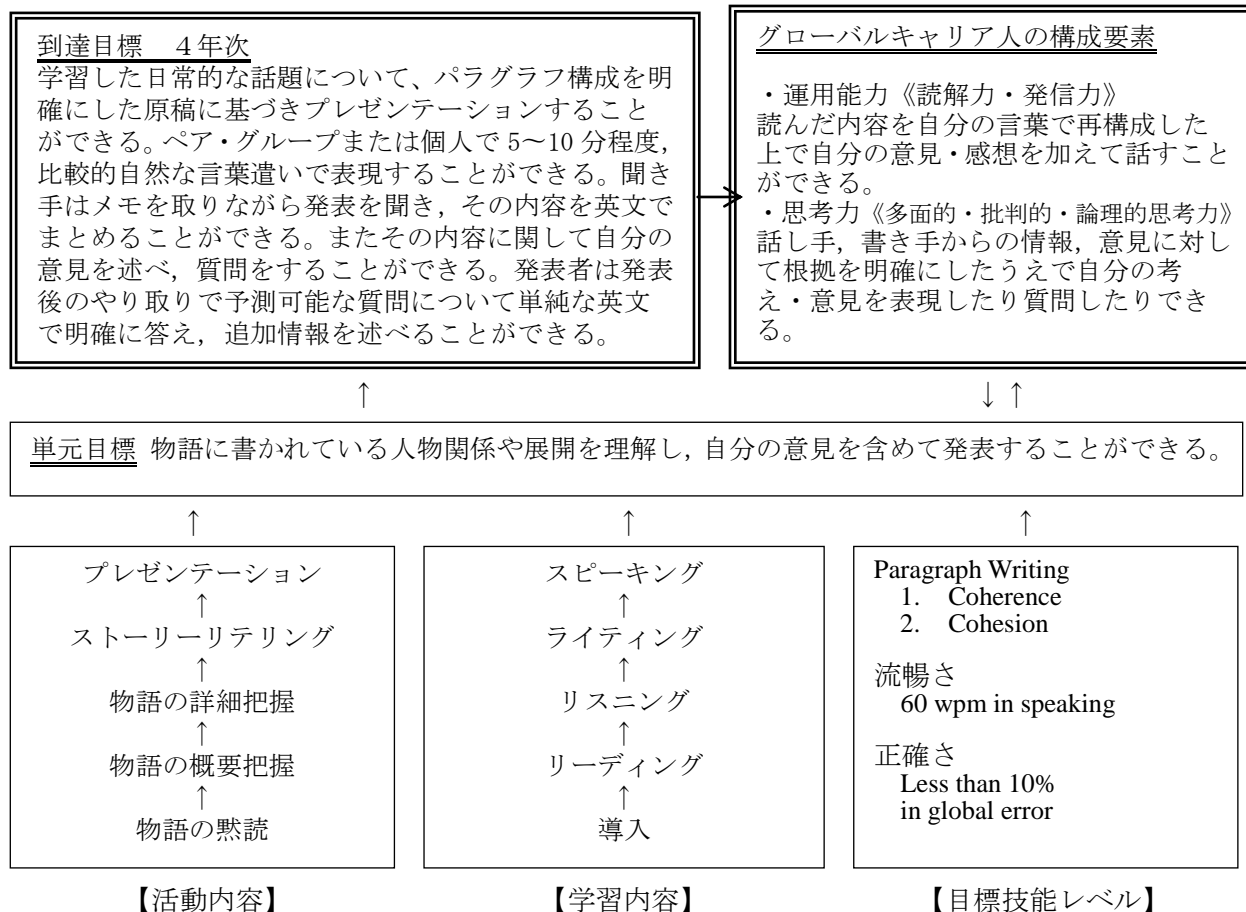 到達目標　４年次
学習した日常的な話題について、パラグラフ構成を明
確にした原稿に基づきプレゼンテーションすること
ができる。ペア・グループまたは個人で 5～10 分程度，
比較的自然な言葉遣いで表現することができる。聞き
手はメモを取りながら発表を聞き，その内容を英文で
まとめることができる。またその内容に関して自分の
意見を述べ，質問をすることができる。発表者は発表
後のやり取りで予測可能な質問について単純な英文
で明確に答え，追加情報を述べることができる。
グローバルキャリア人の構成要素
・運用能力《読解力・発信力》
読んだ内容を自分の言葉で再構成した
上で自分の意見・感想を加えて話すこと
ができる。
・思考力《多面的・批判的・論理的思考力》
話し手，書き手からの情報，意見に対し
て根拠を明確にしたうえで自分の考
え・意見を表現したり質問したりでき
る。
↑
↓ ↑
単元目標 物語に書かれている人物関係や展開を理解し，自分の意見を含めて発表することができる。
↑
↑
↑
プレゼンテーション
↑
ストーリーリテリング
↑
物語の詳細把握
↑
物語の概要把握
↑
物語の黙読
【活動内容】
スピーキング
↑
ライティング
↑
リスニング
↑
リーディング
↑
導入
【学習内容】
Paragraph Writing
1. Coherence
2. Cohesion
流暢さ
60 wpm in speaking
正確さ
Less than 10%
in global error
【目標技能レベル】